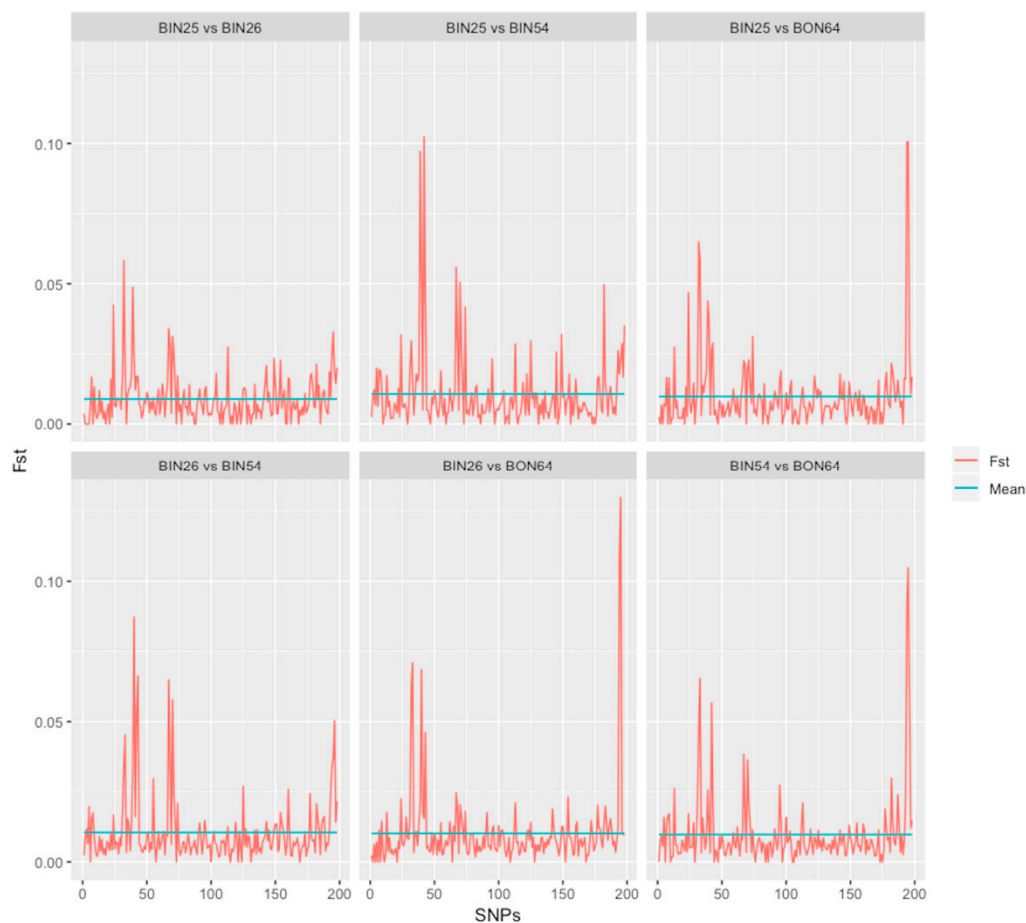 BIN25 vs BIN26
BIN25 vs BIN54
BIN25 vs BON64
0.10
0.05
0.00
Fst
BIN26 vs BIN54
BIN26 vs BON64
BIN54 vs BON64
0.10
0.05
0.00
0 50 100 150 200
0 50 100 150 200
0 50 100 150 200
SNPs
Fst
Mean